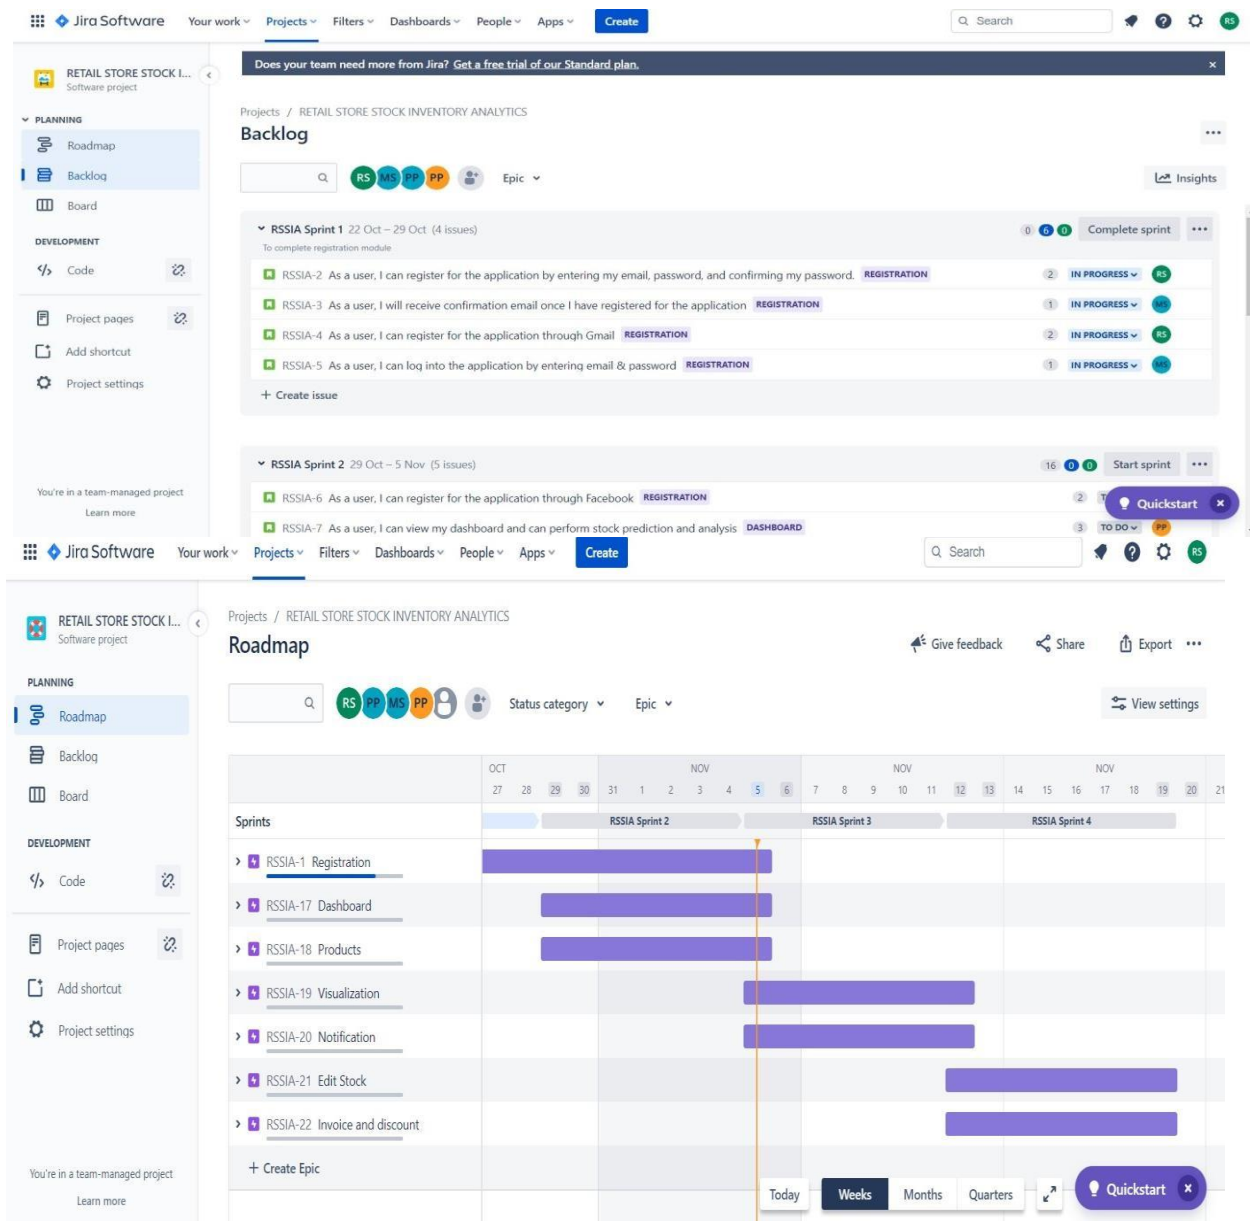 Jira Software Your work Projects Filters Dashboards People Apps Create Search RS
RETAIL STORE STOCK I...
Software project
Does your team need more from Jira? Get a free trial of our Standard plan.
PLANNING
Roadmap
Backlog
Board
DEVELOPMENT
Code
Project pages
Add shortcut
Project settings
You're in a team-managed project
Learn more
Projects / RETAIL STORE STOCK INVENTORY ANALYTICS
Backlog
RS MS PP PP Epic Insights
RSSIA Sprint 1 22 Oct – 29 Oct (4 issues) 0 6 0 Complete sprint
To complete registration module
RSSIA-2 As a user, I can register for the application by entering my email, password, and confirming my password. REGISTRATION 2 IN PROGRESS RS
RSSIA-3 As a user, I will receive confirmation email once I have registered for the application REGISTRATION 1 IN PROGRESS MS
RSSIA-4 As a user, I can register for the application through Gmail REGISTRATION 2 IN PROGRESS RS
RSSIA-5 As a user, I can log into the application by entering email & password REGISTRATION 1 IN PROGRESS MS
+ Create issue
RSSIA Sprint 2 29 Oct – 5 Nov (5 issues) 16 0 0 Start sprint
RSSIA-6 As a user, I can register for the application through Facebook REGISTRATION 2
Quickstart
RSSIA-7 As a user, I can view my dashboard and can perform stock prediction and analysis DASHBOARD 3 TO DO PP
Jira Software Your work Projects Filters Dashboards People Apps Create Search RS
RETAIL STORE STOCK I...
Software project
PLANNING
Roadmap
Backlog
Board
DEVELOPMENT
Code
Project pages
Add shortcut
Project settings
You're in a team-managed project
Learn more
Projects / RETAIL STORE STOCK INVENTORY ANALYTICS
Roadmap Give feedback Share Export
RS PP MS PP Status category Epic View settings
OCT NOV NOV NOV
27 28 29 30 31 1 2 3 4 5 6 7 8 9 10 11 12 13 14 15 16 17 18 19 20 21
Sprints RSSIA Sprint 2 RSSIA Sprint 3 RSSIA Sprint 4
RSSIA-1 Registration
RSSIA-17 Dashboard
RSSIA-18 Products
RSSIA-19 Visualization
RSSIA-20 Notification
RSSIA-21 Edit Stock
RSSIA-22 Invoice and discount
+ Create Epic
Today Weeks Months Quarters Quickstart